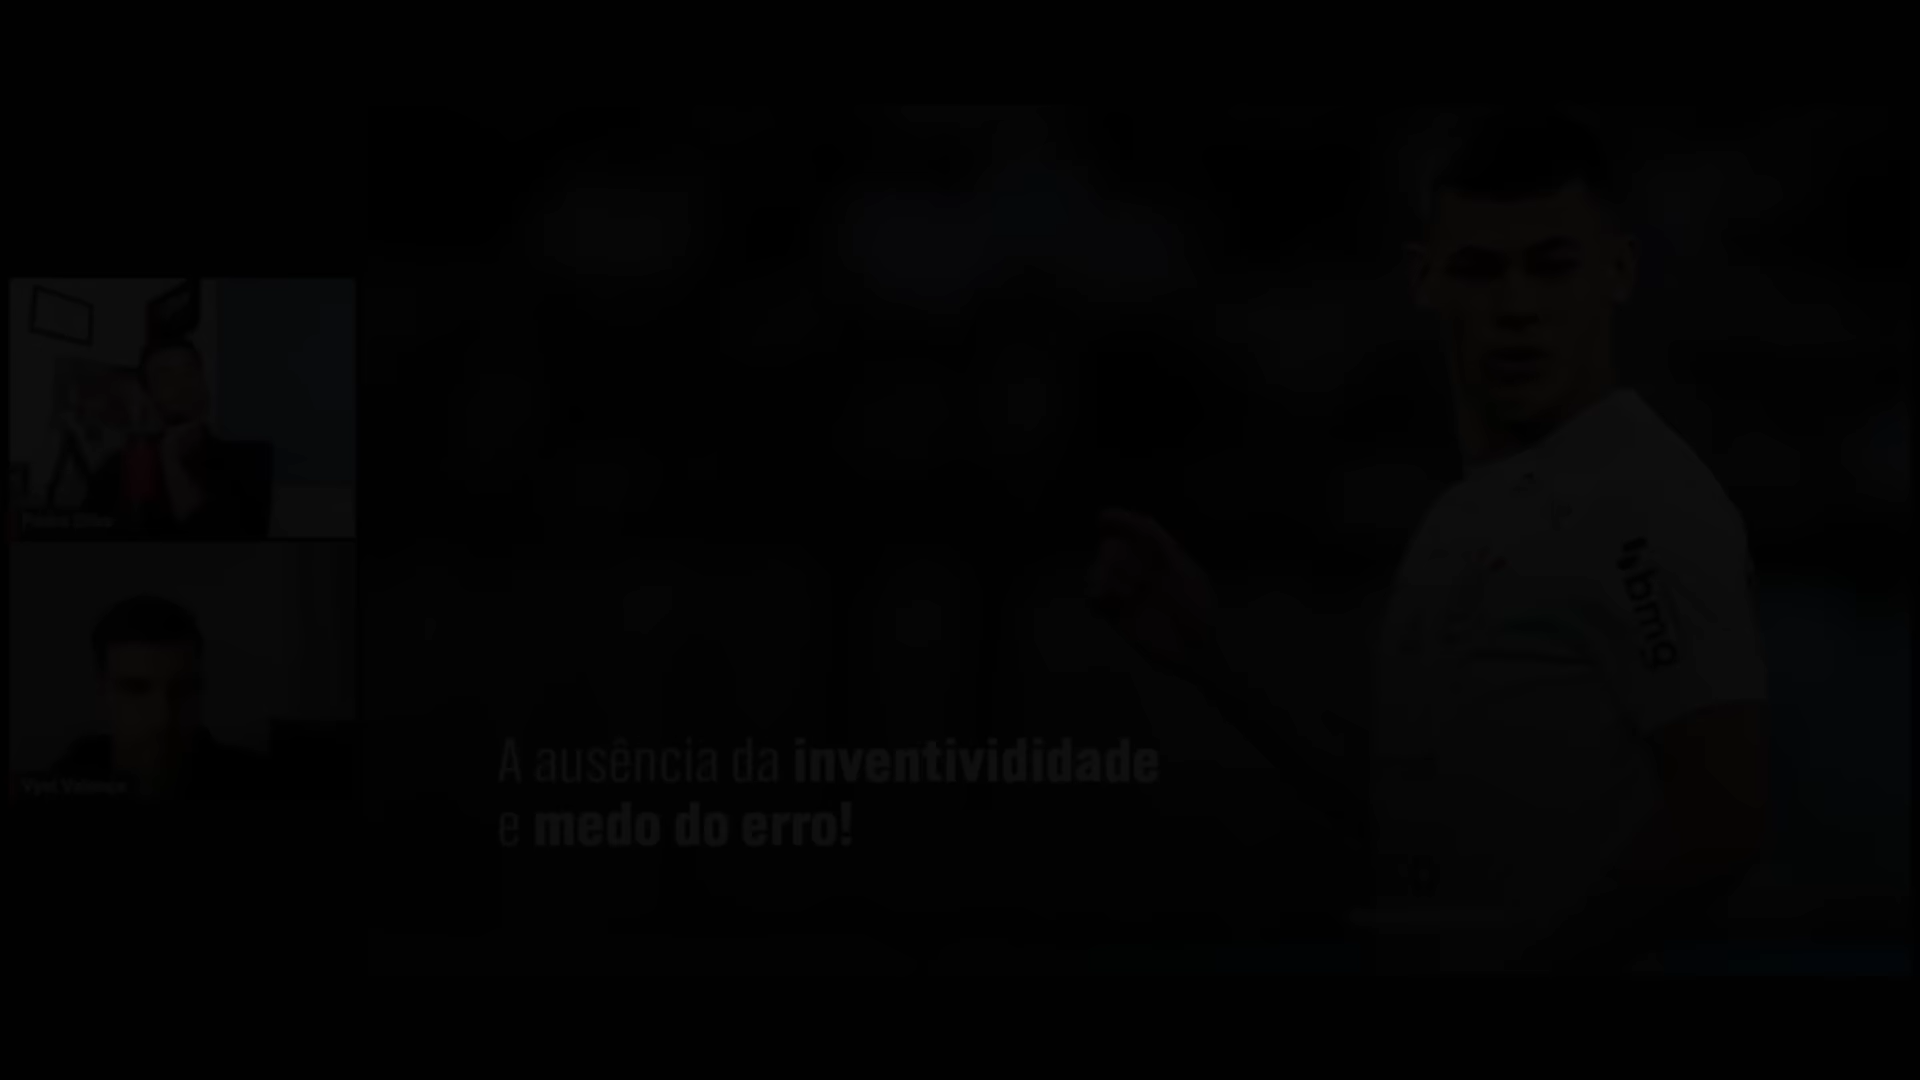 A ausência da inventivididade
e medo do erro!
bmg